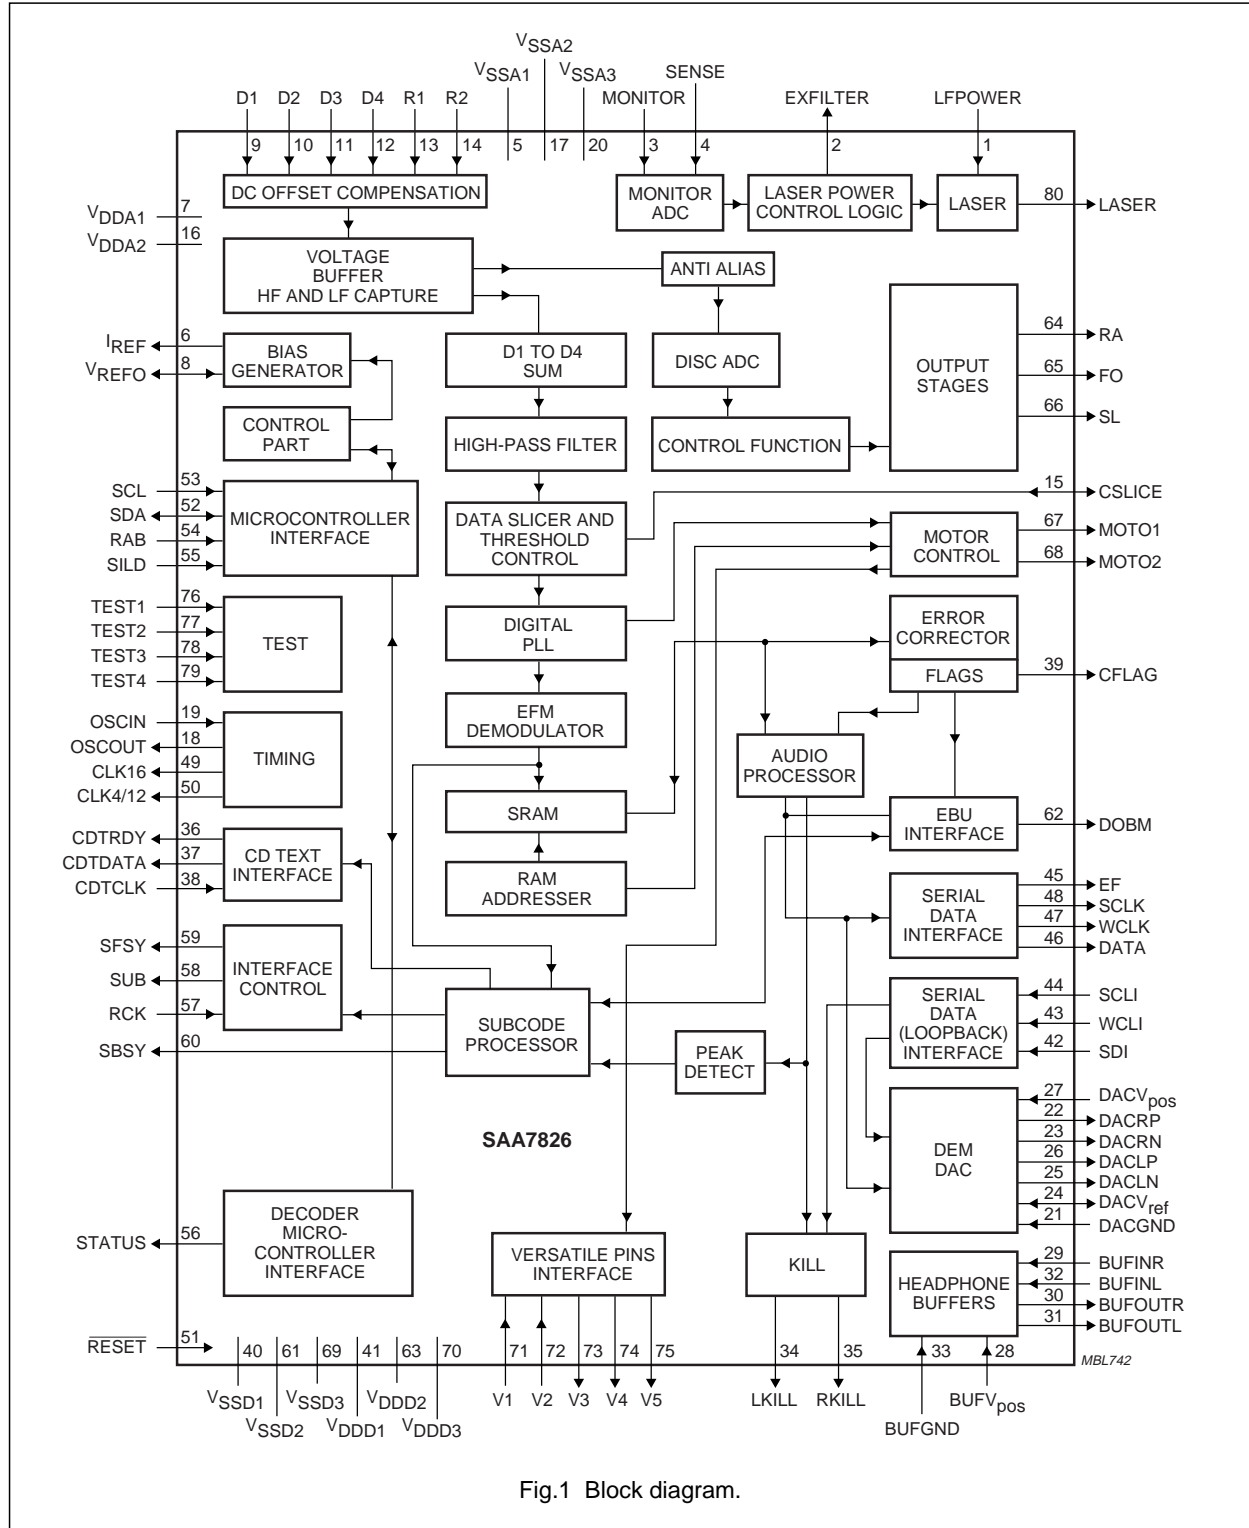 VSSA2
VSSA1
VSSA3
SENSE
D1 D2 D3 D4 R1 R2
MONITOR
EXFILTER
LFPOWER
9 10 11 12 13 14 5 17 20 3 4 2 1
DC OFFSET COMPENSATION
MONITOR
ADC
LASER POWER
CONTROL LOGIC
LASER
80 LASER
VDDA1 7
VDDA2 16
VOLTAGE
BUFFER
HF AND LF CAPTURE
ANTI ALIAS
IREF 6
VREFO 8
BIAS
GENERATOR
D1 TO D4
SUM
DISC ADC
OUTPUT
STAGES
64 RA
65 FO
66 SL
CONTROL
PART
HIGH-PASS FILTER
CONTROL FUNCTION
SCL 53
SDA 52
RAB 54
SILD 55
MICROCONTROLLER
INTERFACE
DATA SLICER AND
THRESHOLD
CONTROL
15 CSLICE
MOTOR
CONTROL
67 MOTO1
68 MOTO2
TEST1 76
TEST2 77
TEST3 78
TEST4 79
TEST
DIGITAL
PLL
ERROR
CORRECTOR
FLAGS
39 CFLAG
OSCIN 19
OSCOUT 18
CLK16 49
CLK4/12 50
TIMING
EFM
DEMODULATOR
AUDIO
PROCESSOR
SRAM
EBU
INTERFACE
62 DOBM
CDTRDY 36
CDTDATA 37
CDTCLK 38
CD TEXT
INTERFACE
RAM
ADDRESSER
SERIAL
DATA
INTERFACE
45 EF
48 SCLK
47 WCLK
46 DATA
SFSY 59
SUB 58
RCK 57
SBSY 60
INTERFACE
CONTROL
SUBCODE
PROCESSOR
PEAK
DETECT
SERIAL
DATA
(LOOPBACK)
INTERFACE
44 SCLI
43 WCLI
42 SDI
SAA7826
DEM
DAC
27 DACVpos
22 DACRP
23 DACRN
26 DACLP
25 DACLN
24 DACVref
21 DACGND
STATUS 56
DECODER
MICRO-
CONTROLLER
INTERFACE
VERSATILE PINS
INTERFACE
KILL
HEADPHONE
BUFFERS
29 BUFINR
32 BUFINL
30 BUFOUTR
31 BUFOUTL
RESET 51
40 61 69 41 63 70 71 72 73 74 75 34 35 33 28
MBL742
VSSD1
VSSD2
VSSD3
VDDD1
VDDD2
VDDD3
V1 V2 V3 V4 V5
LKILL RKILL
BUFGND
BUFVpos
Fig.1 Block diagram.